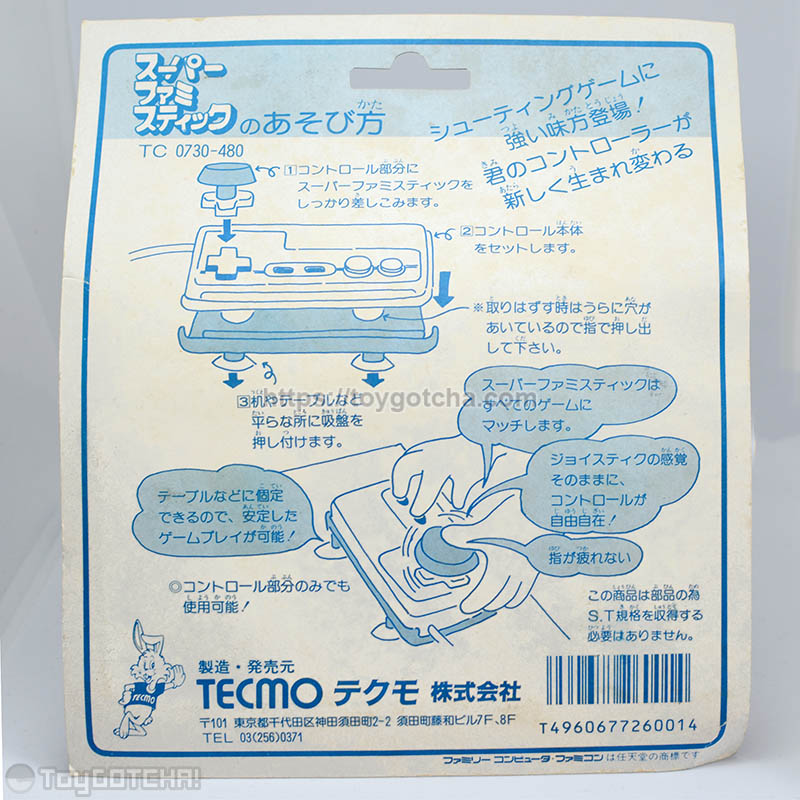 スーパー
ファミ
スティックのあそび方
かた
TC 0730-480
シューティングゲームに
強い味方登場！
君のコントローラーが
新しく生まれ変わる
1コントロール部分に
スーパーファミスティックを
しっかり差しこみます。
2コントロール本体
をセットします。
※取りはずす時はうらに穴が
あいているので指で押し出
して下さい。
3机やテーブルなど
平らな所に吸盤を
押し付けます。
https://toygotcha.com
スーパーファミスティックは
すべてのゲームに
マッチします。
ジョイスティクの感覚
そのままに、
コントロールが
自由自在！
指が疲れない
テーブルなどに個定
できるので、安定した
ゲームプレイが可能！
◎コントロール部分のみでも
使用可能！
この商品は部品の為
S.T規格を取得する
必要はありません。
TECMO
製造・発売元
TECMO テクモ 株式会社
〒101 東京都千代田区神田須田町2-2 須田町藤和ビル7F、8F
TEL 03(256)0371
T4960677260014
ファミリー コンピュータ・ファミコンは任天堂の商標です
TOYGOTCHA!